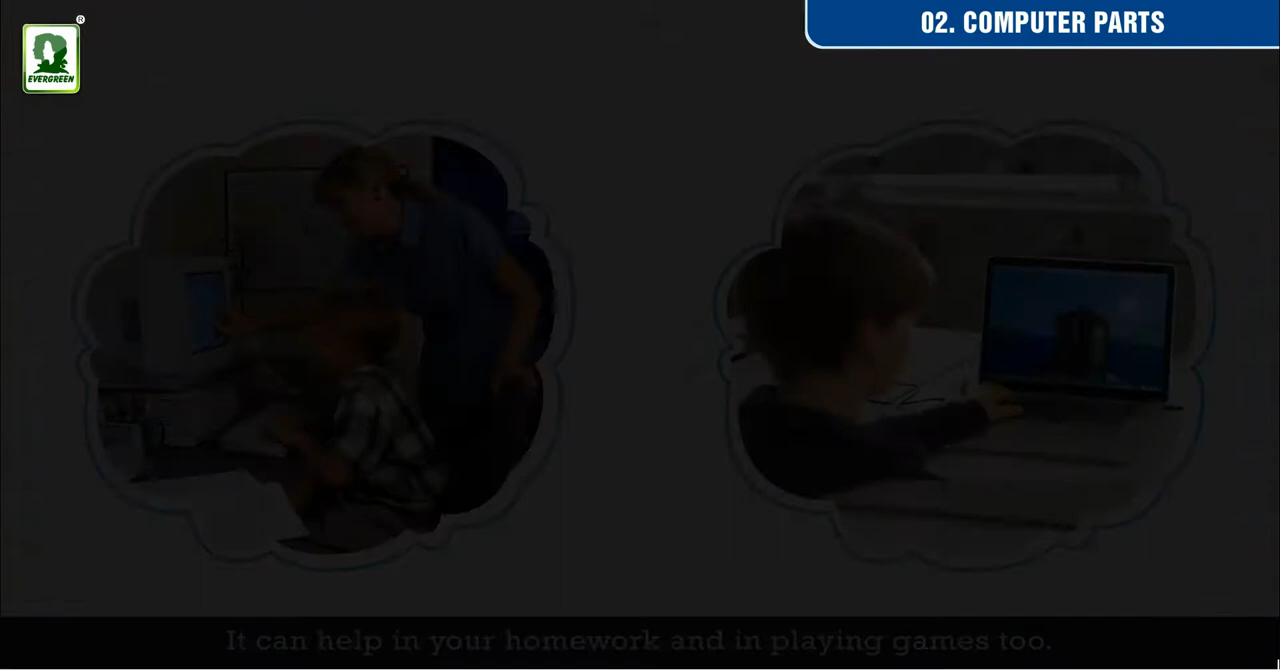 ®
EVERGREEN
02. COMPUTER PARTS
It can help in your homework and in playing games too.